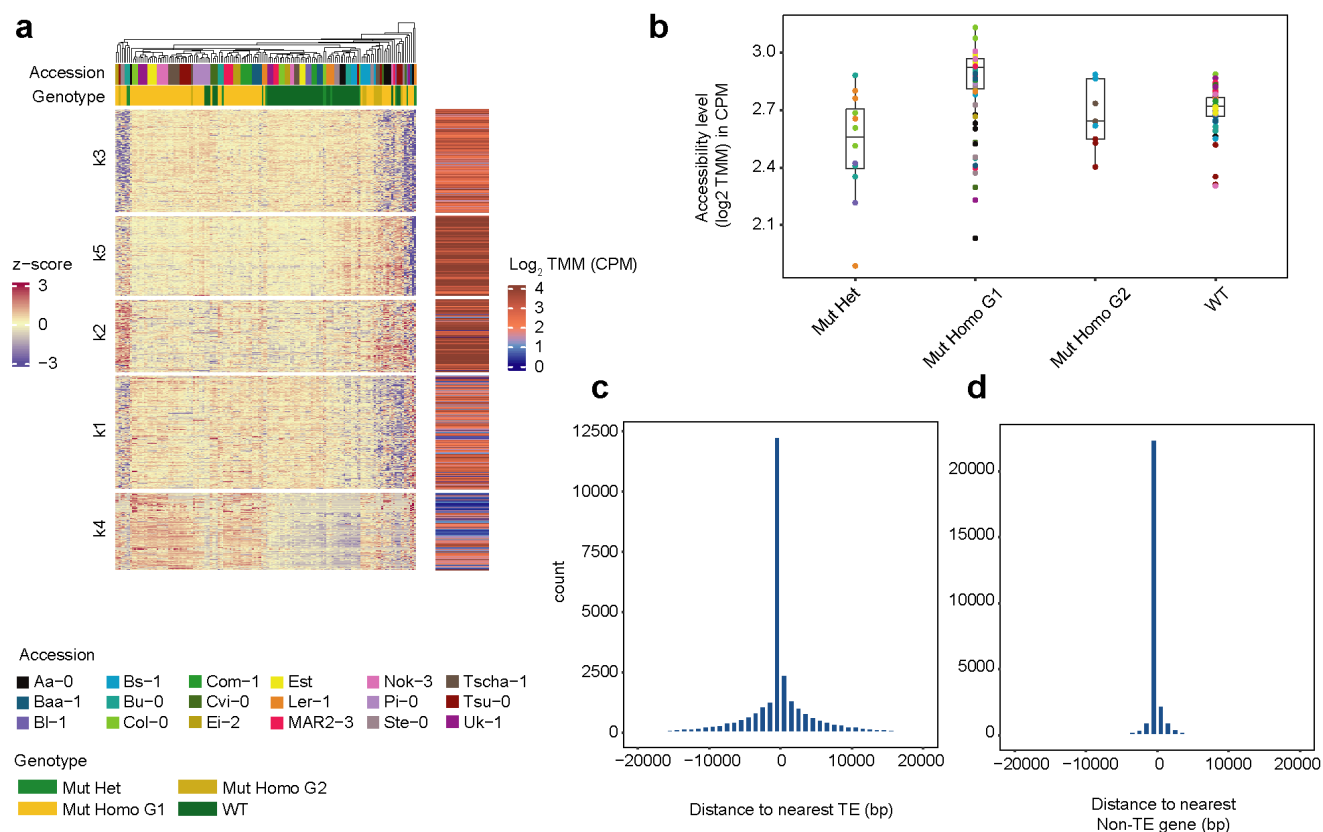 a
Accession
Genotype
k3
k5
k2
k1
k4
z−score
3
0
−3
Log2 TMM (CPM)
4
3
2
1
0
b
Accessibility level
(log2 TMM) in CPM
3.0
2.7
2.4
2.1
Mut Het
Mut Homo G1
Mut Homo G2
WT
c
count
12500
10000
12500
7500
5000
2500
0
−20000
−10000
0
10000
20000
Distance to nearest TE (bp)
d
20000
15000
10000
5000
0
−20000
−10000
0
10000
20000
Distance to nearest
Non−TE gene (bp)
Accession
Aa−0
Bs−1
Com−1
Est
Nok−3
Tscha−1
Baa−1
Bu−0
Cvi−0
Ler−1
Pi−0
Tsu−0
Bl−1
Col−0
Ei−2
MAR2−3
Ste−0
Uk−1
Genotype
Mut Het
Mut Homo G2
Mut Homo G1
WT